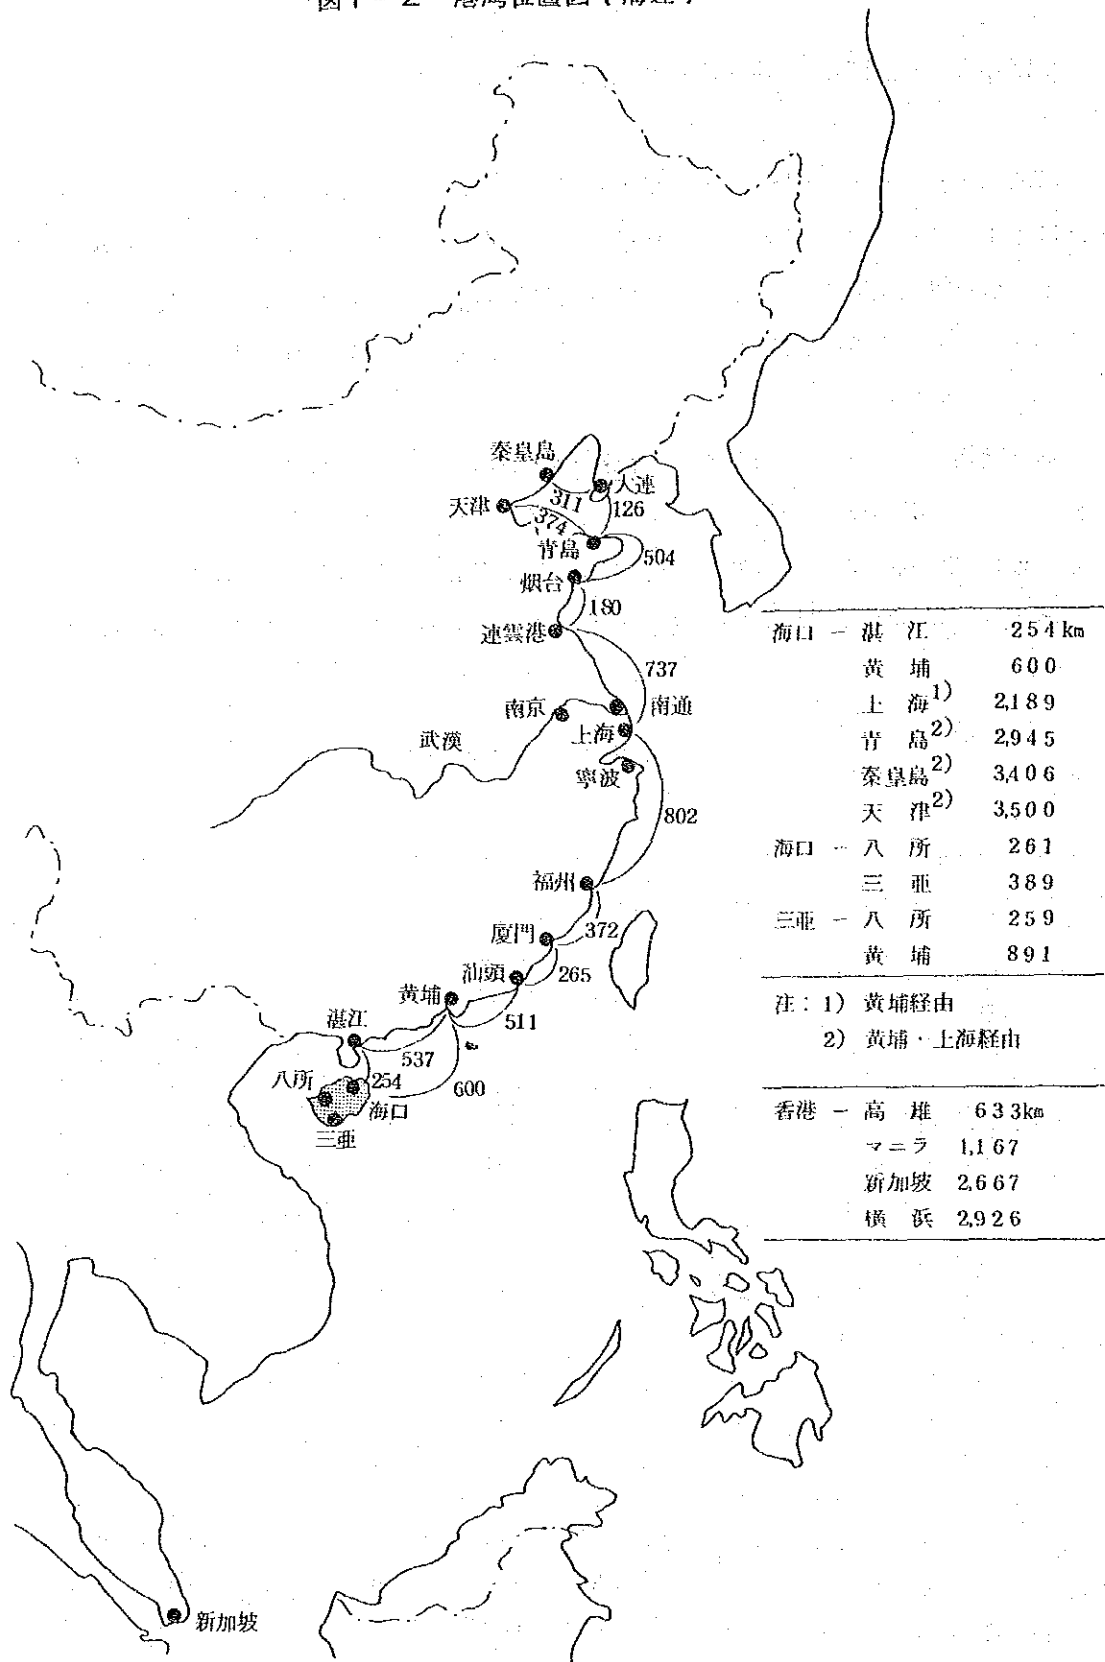 図1-2
秦皇島
大連
天津
311
126
374
青島
504
烟台
180
連雲港
737
南京
南通
武漢
上海
寧波
802
福州
厦門
372
汕頭
265
黄埔
511
湛江
537
八所
254
600
海口
三亜
新加坡
海口 - 湛江 254km
黄埔 600
上海1) 2,189
青島2) 2,945
秦皇島2) 3,406
天津2) 3,500
海口 - 八所 261
三亜 389
三亜 - 八所 259
黄埔 891
注:1) 黄埔経由
2) 黄埔・上海経由
香港 - 高雄 633km
マニラ 1,167
新加坡 2,667
横浜 2,926